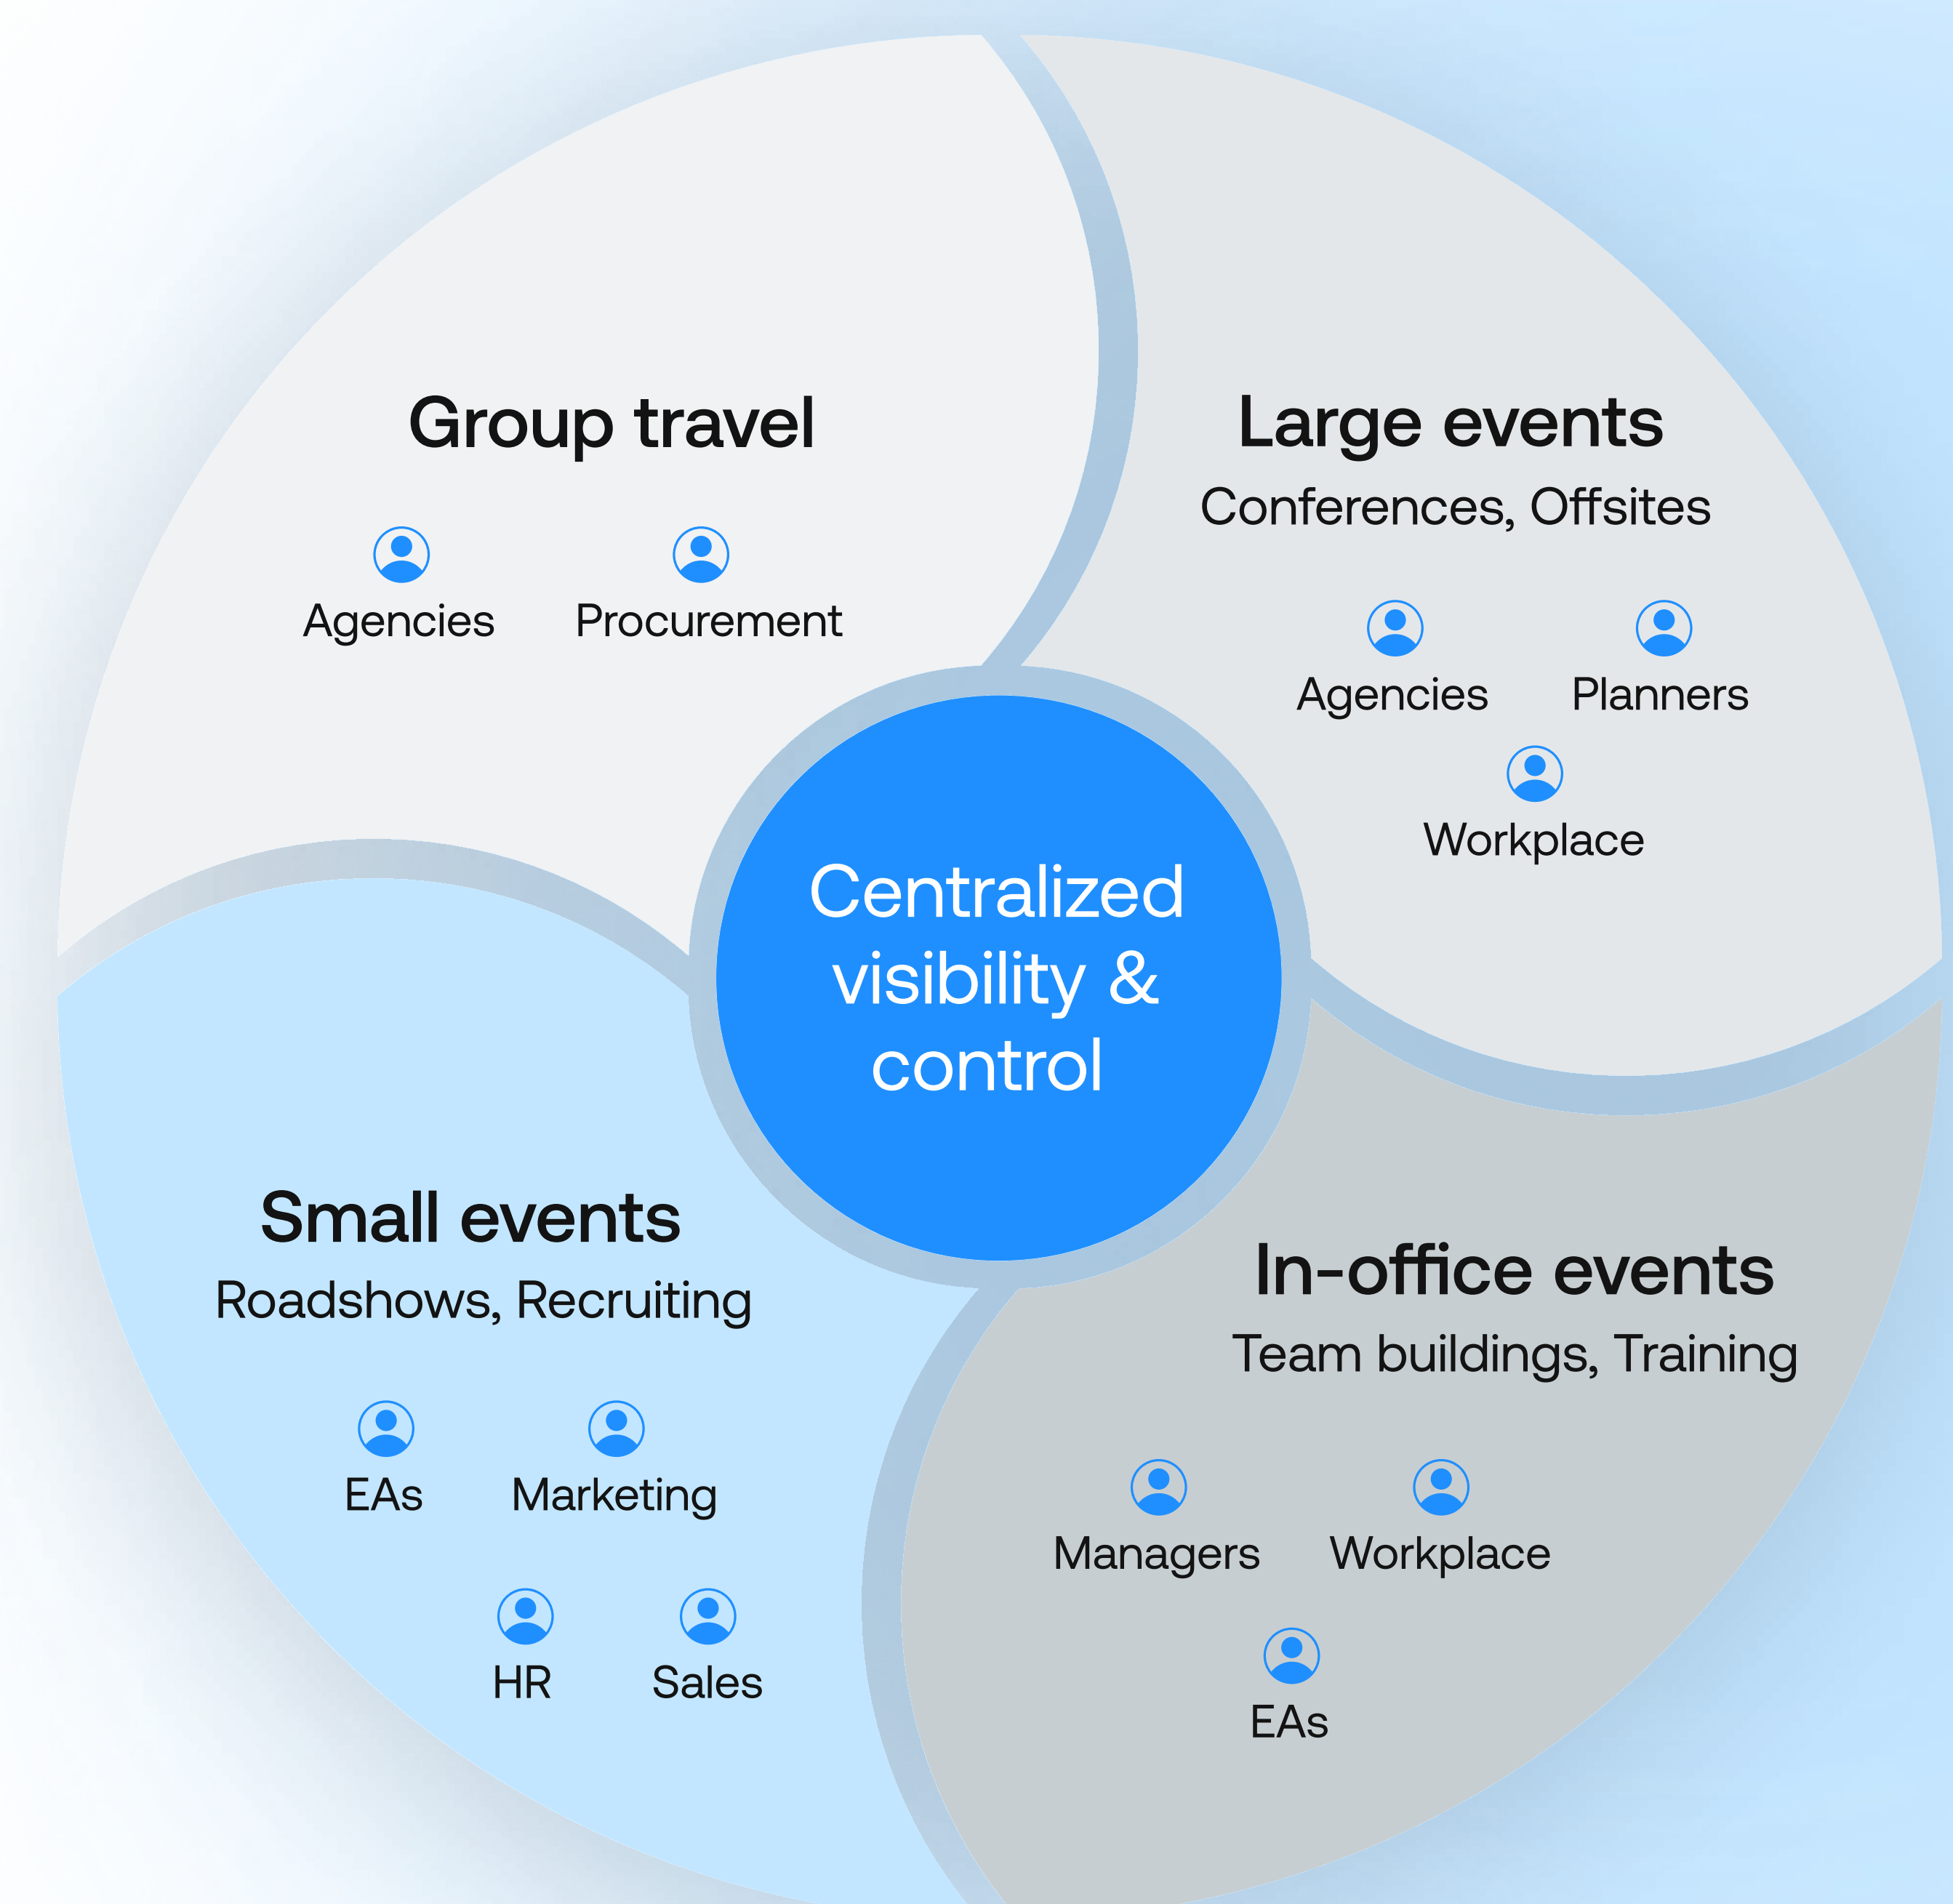 Group travel
Agencies
Procurement
Large events
Conferences, Offsites
Agencies
Planners
Workplace
Centralized
visibility &
control
Small events
Roadshows, Recruiting
EAs
Marketing
HR
Sales
In-office events
Team buildings, Training
Managers
Workplace
EAs